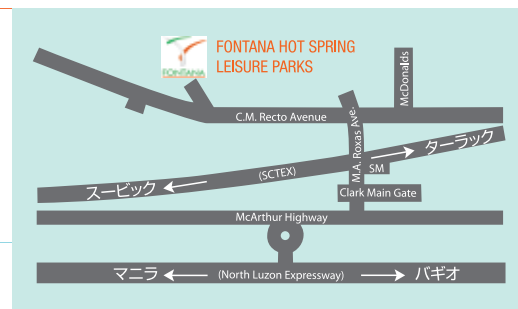 FONTANA HOT SPRING
LEISURE PARKS
FONTANA
McDonalds
C.M. Recto Avenue
M.A. Roxas Ave.
ターラック
(SCTEX)
SM
スービック
Clark Main Gate
McArthur Highway
マニラ
(North Luzon Expressway)
バギオ